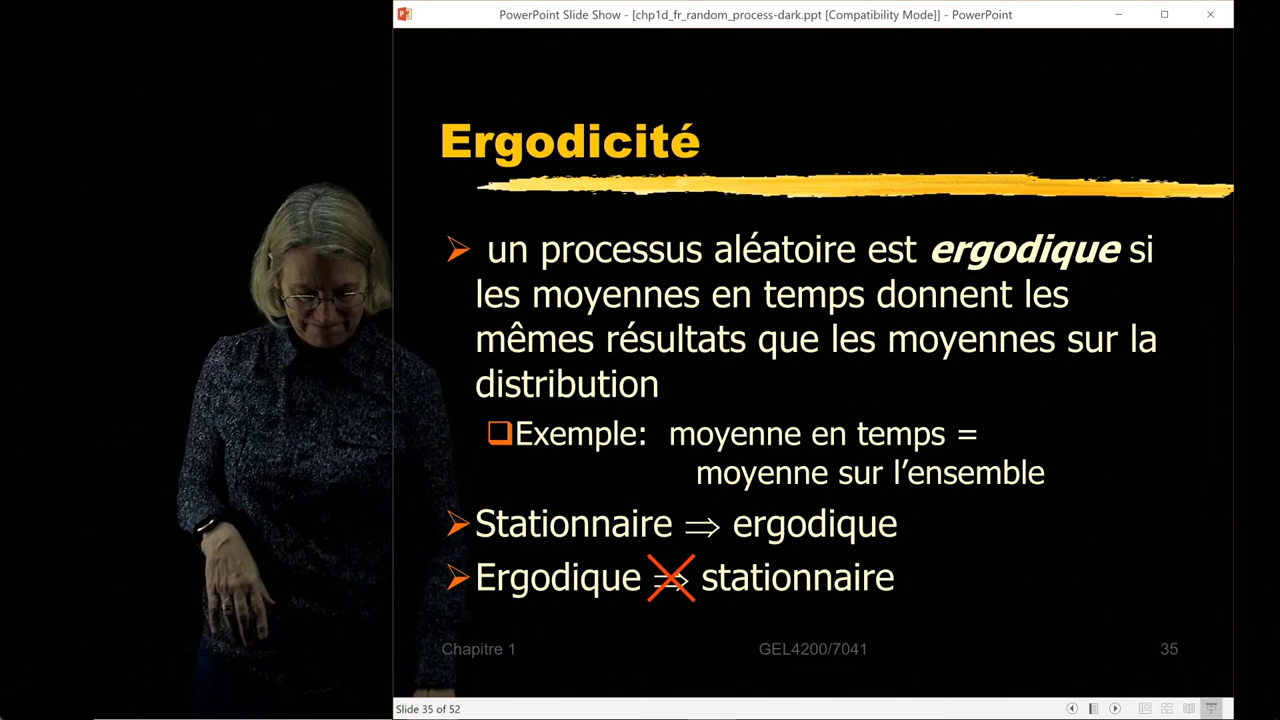 PowerPoint Slide Show - [chp1d_fr_random_process-dark.ppt [Compatibility Mode]] - PowerPoint
Ergodicité
un processus aléatoire est ergodique si
les moyennes en temps donnent les
mêmes résultats que les moyennes sur la
distribution
Exemple: moyenne en temps =
moyenne sur l’ensemble
Stationnaire ⇒ ergodique
Ergodique ⇒ stationnaire
Chapitre 1 GEL4200/7041 35
Slide 35 of 52